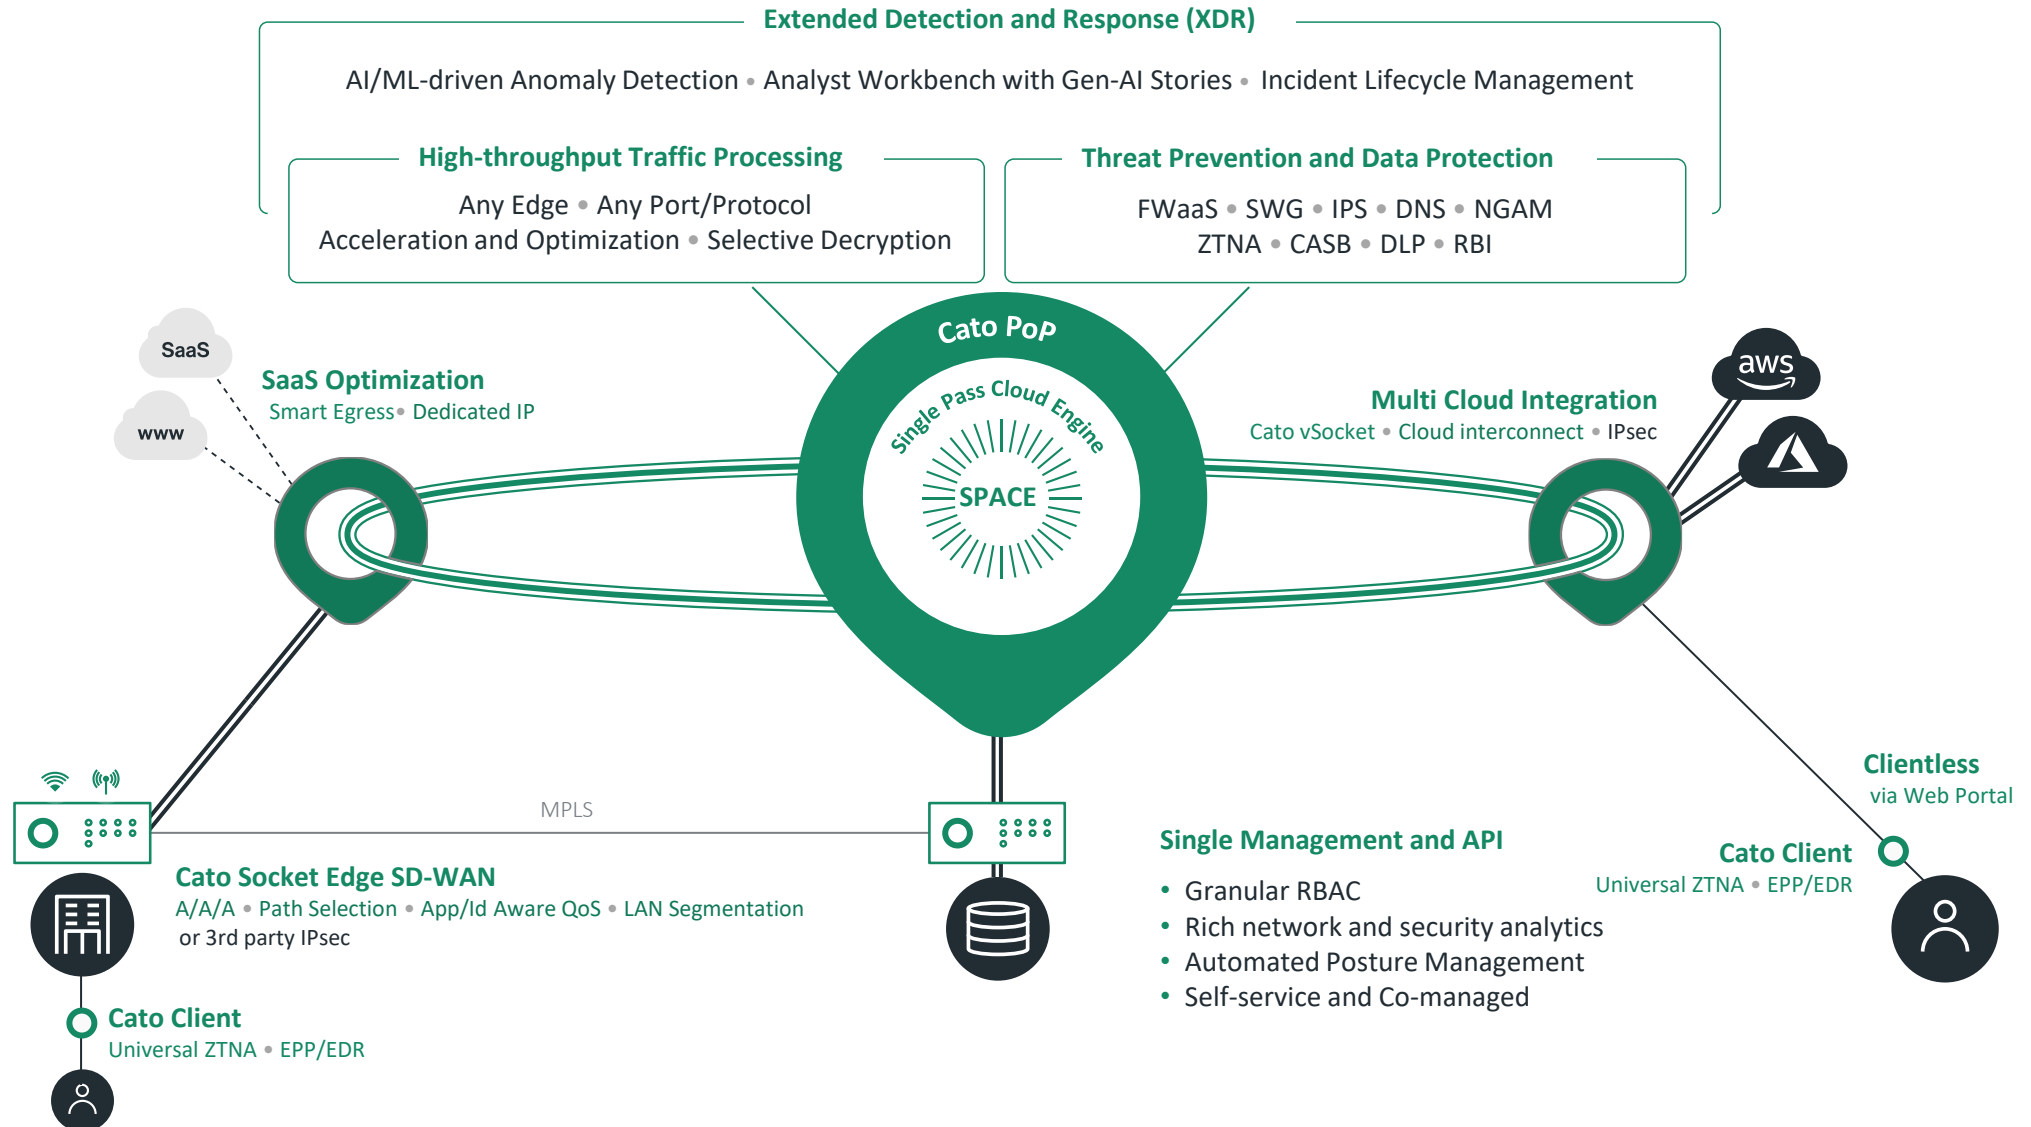 Extended Detection and Response (XDR)
AI/ML-driven Anomaly Detection • Analyst Workbench with Gen-AI Stories • Incident Lifecycle Management
High-throughput Traffic Processing
Any Edge • Any Port/Protocol
Acceleration and Optimization • Selective Decryption
Threat Prevention and Data Protection
FWaaS • SWG • IPS • DNS • NGAM
ZTNA • CASB • DLP • RBI
Cato PoP
Single Pass Cloud Engine
SPACE
SaaS
www
SaaS Optimization
Smart Egress • Dedicated IP
Multi Cloud Integration
Cato vSocket • Cloud interconnect • IPsec
aws
MPLS
Cato Socket Edge SD-WAN
A/A/A • Path Selection • App/Id Aware QoS • LAN Segmentation
or 3rd party IPsec
Cato Client
Universal ZTNA • EPP/EDR
Single Management and API
• Granular RBAC
• Rich network and security analytics
• Automated Posture Management
• Self-service and Co-managed
Clientless
via Web Portal
Cato Client
Universal ZTNA • EPP/EDR